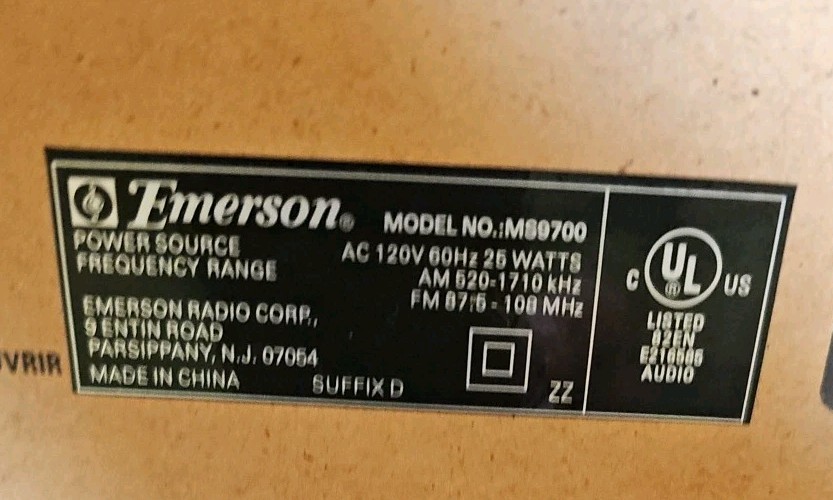 Emerson®
MODEL NO.:MS9700
POWER SOURCE AC 120V 60Hz 25 WATTS
FREQUENCY RANGE AM 520-1710 kHz
FM 87.5 - 108 MHz
EMERSON RADIO CORP.,
9 ENTIN ROAD
PARSIPPANY, N.J. 07054
MADE IN CHINA
SUFFIX D
ZZ
C UL® US
LISTED
62EN
AUDIO
UVRIR